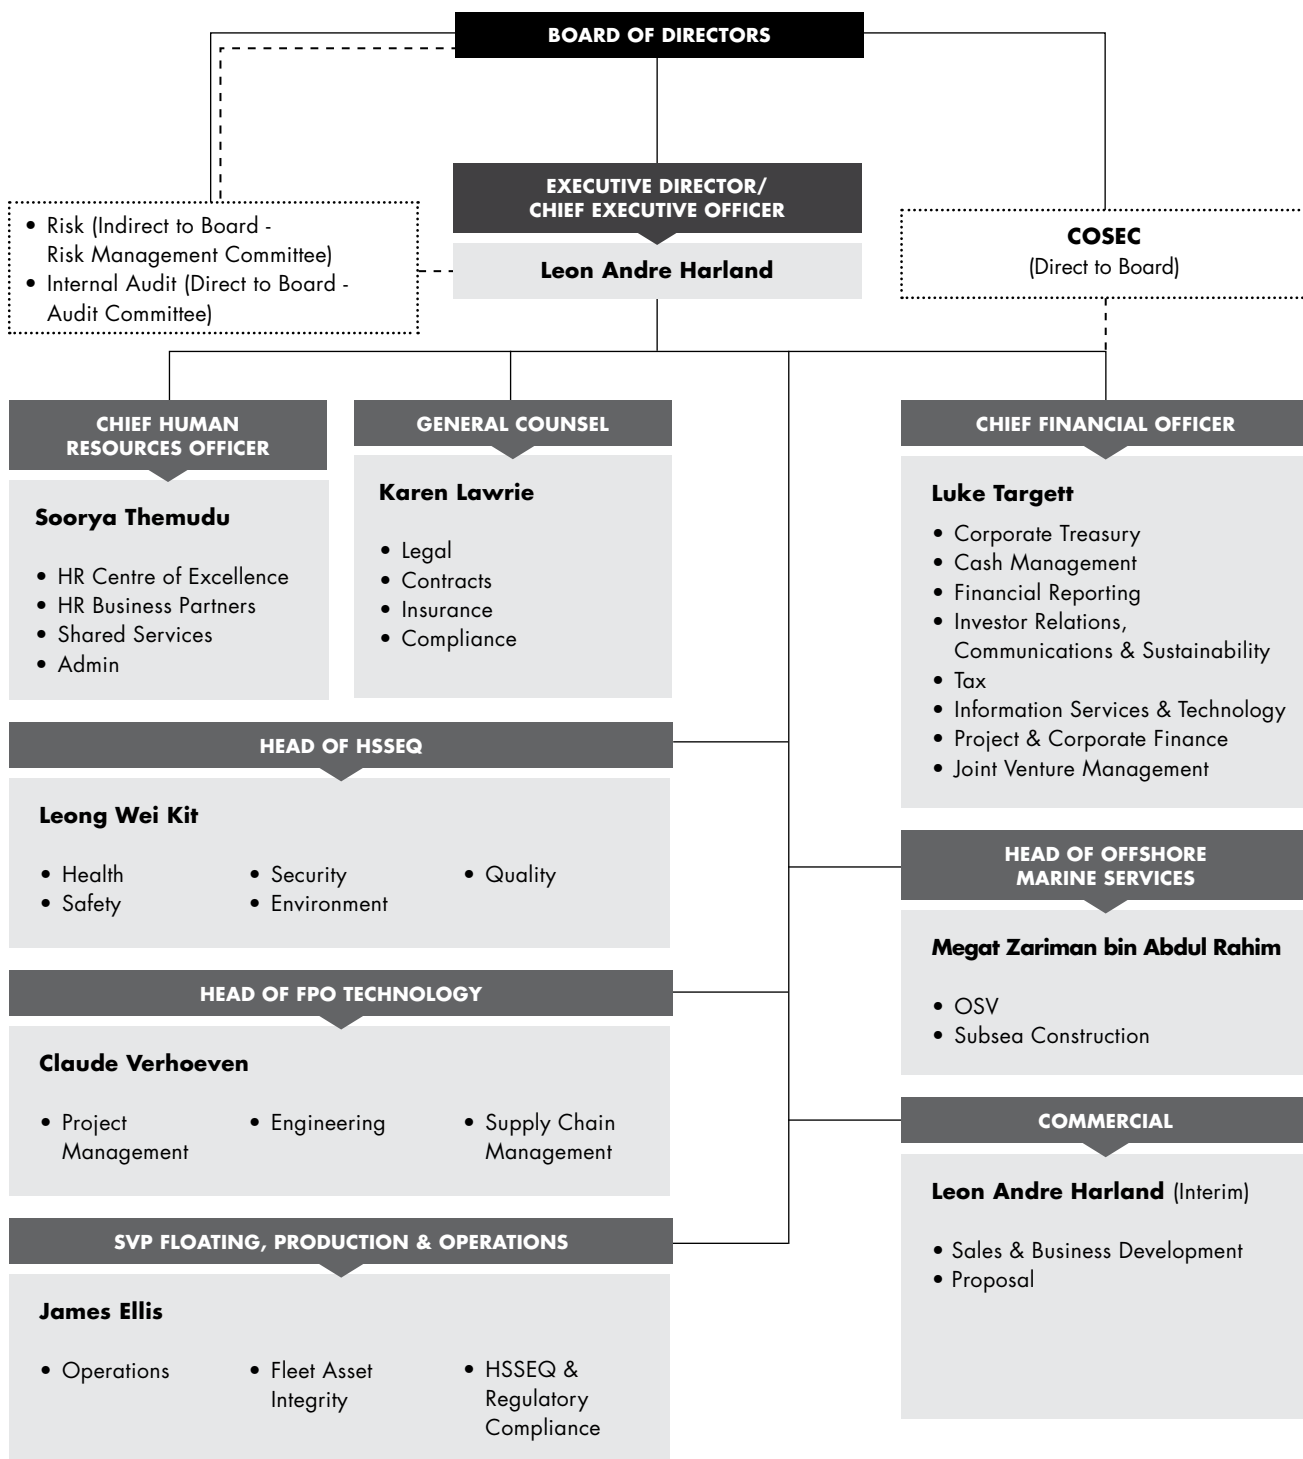 BOARD OF DIRECTORS
EXECUTIVE DIRECTOR/
CHIEF EXECUTIVE OFFICER
Leon Andre Harland
• Risk (Indirect to Board -
Risk Management Committee)
• Internal Audit (Direct to Board -
Audit Committee)
COSEC
(Direct to Board)
CHIEF HUMAN
RESOURCES OFFICER
Soorya Themudu
• HR Centre of Excellence
• HR Business Partners
• Shared Services
• Admin
GENERAL COUNSEL
Karen Lawrie
• Legal
• Contracts
• Insurance
• Compliance
CHIEF FINANCIAL OFFICER
Luke Targett
• Corporate Treasury
• Cash Management
• Financial Reporting
• Investor Relations,
Communications & Sustainability
• Tax
• Information Services & Technology
• Project & Corporate Finance
• Joint Venture Management
HEAD OF HSSEQ
Leong Wei Kit
• Health
• Safety
• Security
• Environment
• Quality
HEAD OF OFFSHORE
MARINE SERVICES
Megat Zariman bin Abdul Rahim
• OSV
• Subsea Construction
HEAD OF FPO TECHNOLOGY
Claude Verhoeven
• Project
Management
• Engineering
• Supply Chain
Management
COMMERCIAL
Leon Andre Harland (Interim)
• Sales & Business Development
• Proposal
SVP FLOATING, PRODUCTION & OPERATIONS
James Ellis
• Operations
• Fleet Asset
Integrity
• HSSEQ &
Regulatory
Compliance